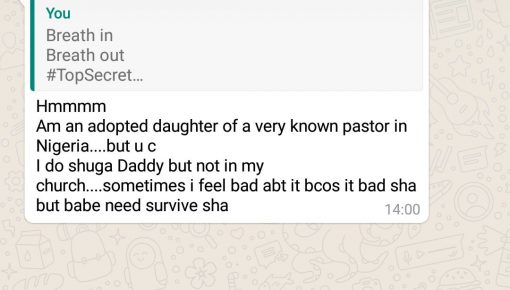 You
Breath in
Breath out
#TopSecret...
Hmmmm
Am an adopted daughter of a very known pastor in
Nigeria....but u c
I do shuga Daddy but not in my
church....sometimes i feel bad abt it bcos it bad sha
but babe need survive sha
14:00